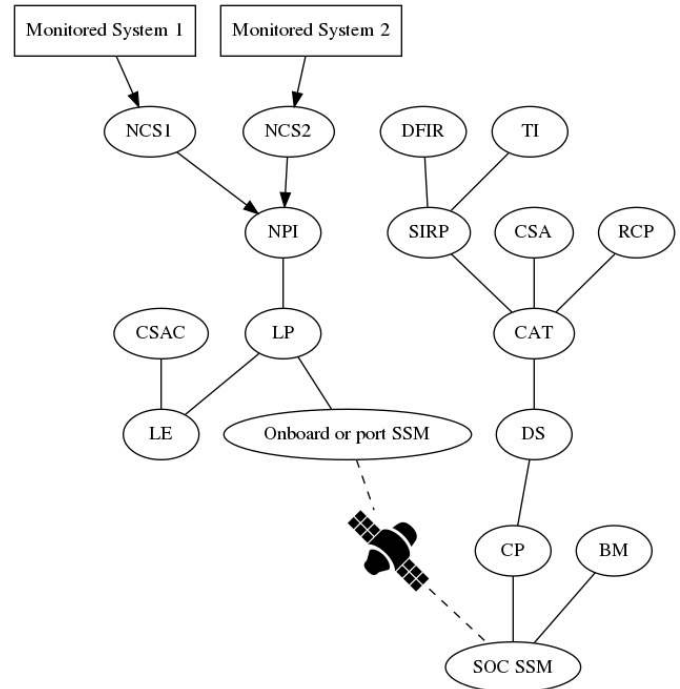 Monitored System 1
Monitored System 2
NCS1
NCS2
DFIR
TI
NPI
SIRP
CSA
RCP
CSAC
LP
CAT
LE
Onboard or port SSM
DS
CP
BM
SOC SSM